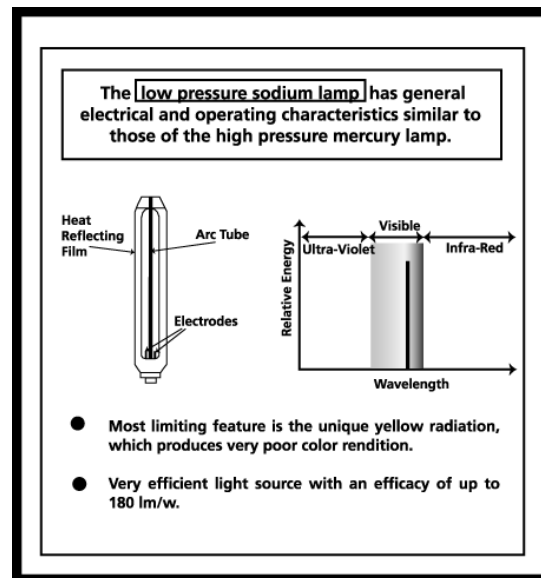 The low pressure sodium lamp has general
electrical and operating characteristics similar to
those of the high pressure mercury lamp.
Heat
Reflecting
Film
Arc Tube
Electrodes
Visible
Ultra-Violet
Infra-Red
Relative Energy
Wavelength
● Most limiting feature is the unique yellow radiation,
which produces very poor color rendition.
● Very efficient light source with an efficacy of up to
180 lm/w.